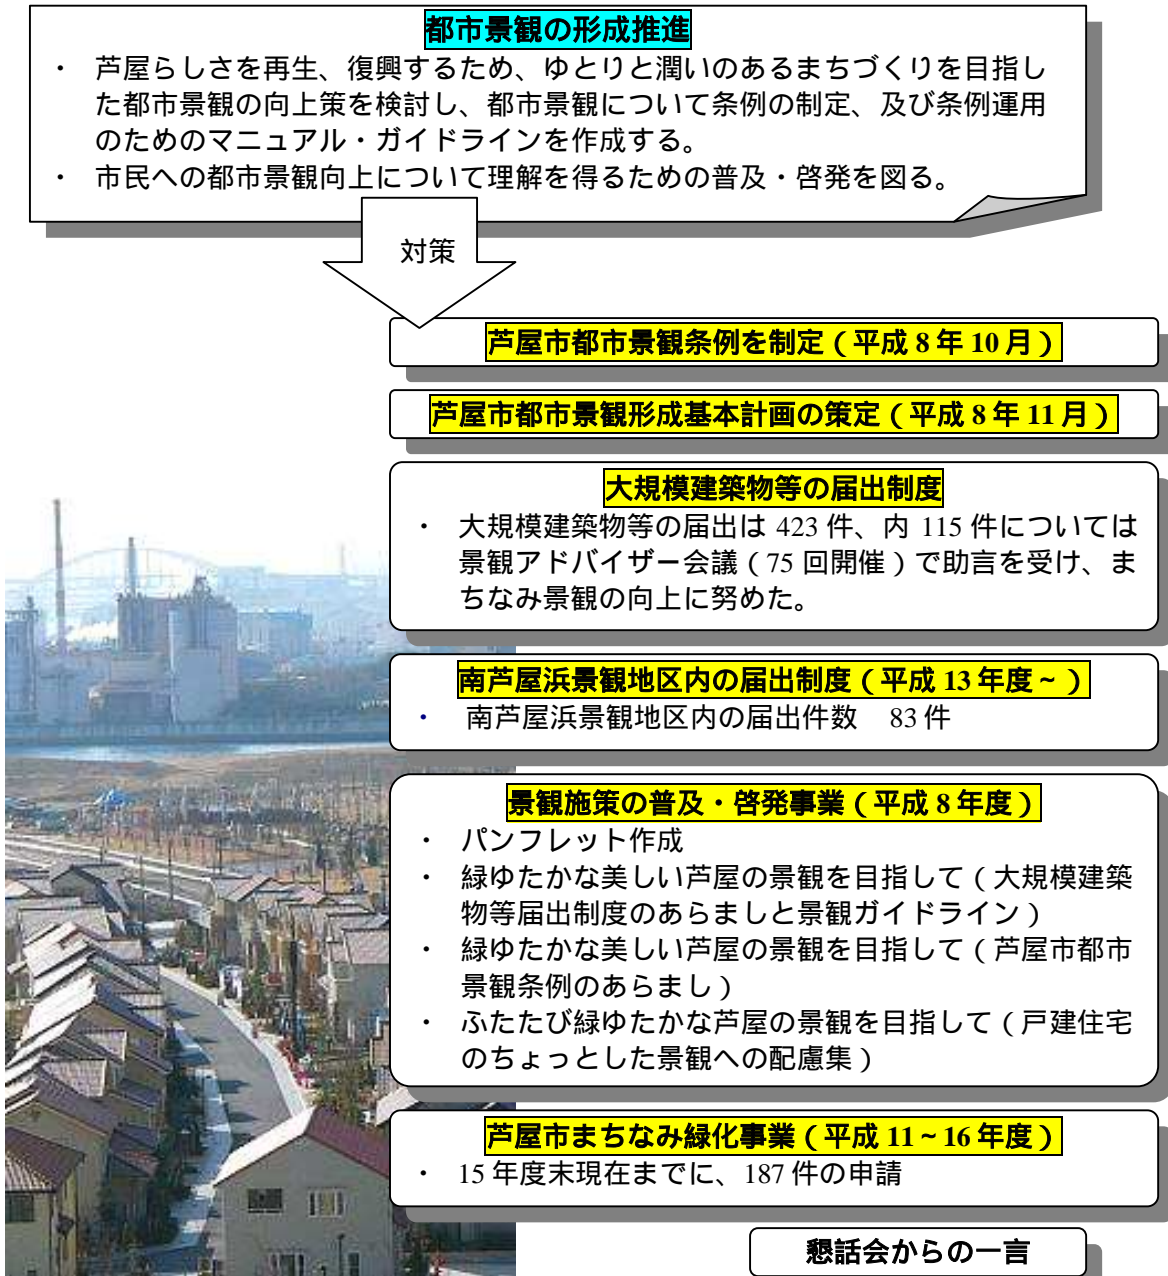 都市景観の形成推進
・ 芦屋らしさを再生、復興するため、ゆとりと潤いのあるまちづくりを目指し
た都市景観の向上策を検討し、都市景観について条例の制定、及び条例運用
のためのマニュアル・ガイドラインを作成する。
・ 市民への都市景観向上について理解を得るための普及・啓発を図る。
対策
芦屋市都市景観条例を制定（平成 8 年 10 月）
芦屋市都市景観形成基本計画の策定（平成 8 年 11 月）
大規模建築物等の届出制度
・ 大規模建築物等の届出は 423 件、内 115 件については
景観アドバイザー会議（75 回開催）で助言を受け、ま
ちなみ景観の向上に努めた。
南芦屋浜景観地区内の届出制度（平成 13 年度～）
・ 南芦屋浜景観地区内の届出件数　83 件
景観施策の普及・啓発事業（平成 8 年度）
・ パンフレット作成
・ 緑ゆたかな美しい芦屋の景観を目指して（大規模建築
物等届出制度のあらましと景観ガイドライン）
・ 緑ゆたかな美しい芦屋の景観を目指して（芦屋市都市
景観条例のあらまし）
・ ふたたび緑ゆたかな芦屋の景観を目指して（戸建住宅
のちょっとした景観への配慮集）
芦屋市まちなみ緑化事業（平成 11～16 年度）
・ 15 年度末現在までに、187 件の申請
懇話会からの一言